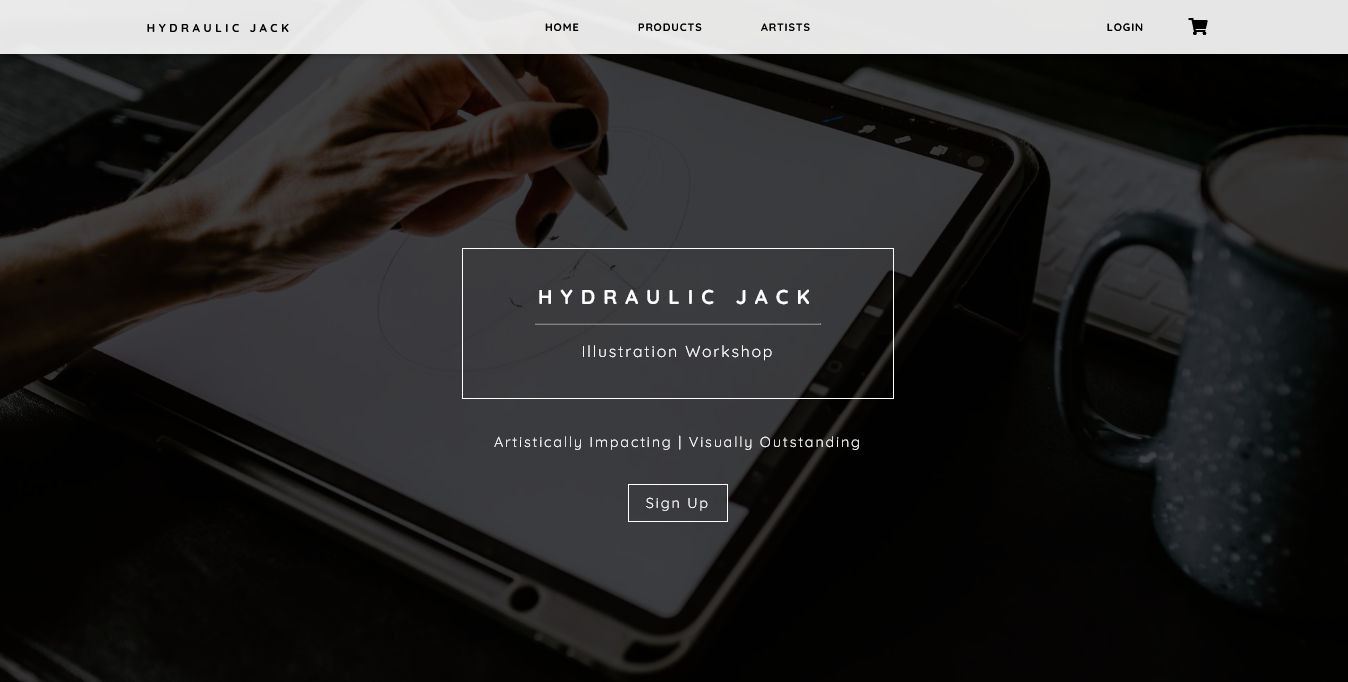 HYDRAULIC JACK
HOME PRODUCTS ARTISTS
LOGIN
HYDRAULIC JACK
Illustration Workshop
Artistically Impacting | Visually Outstanding
Sign Up